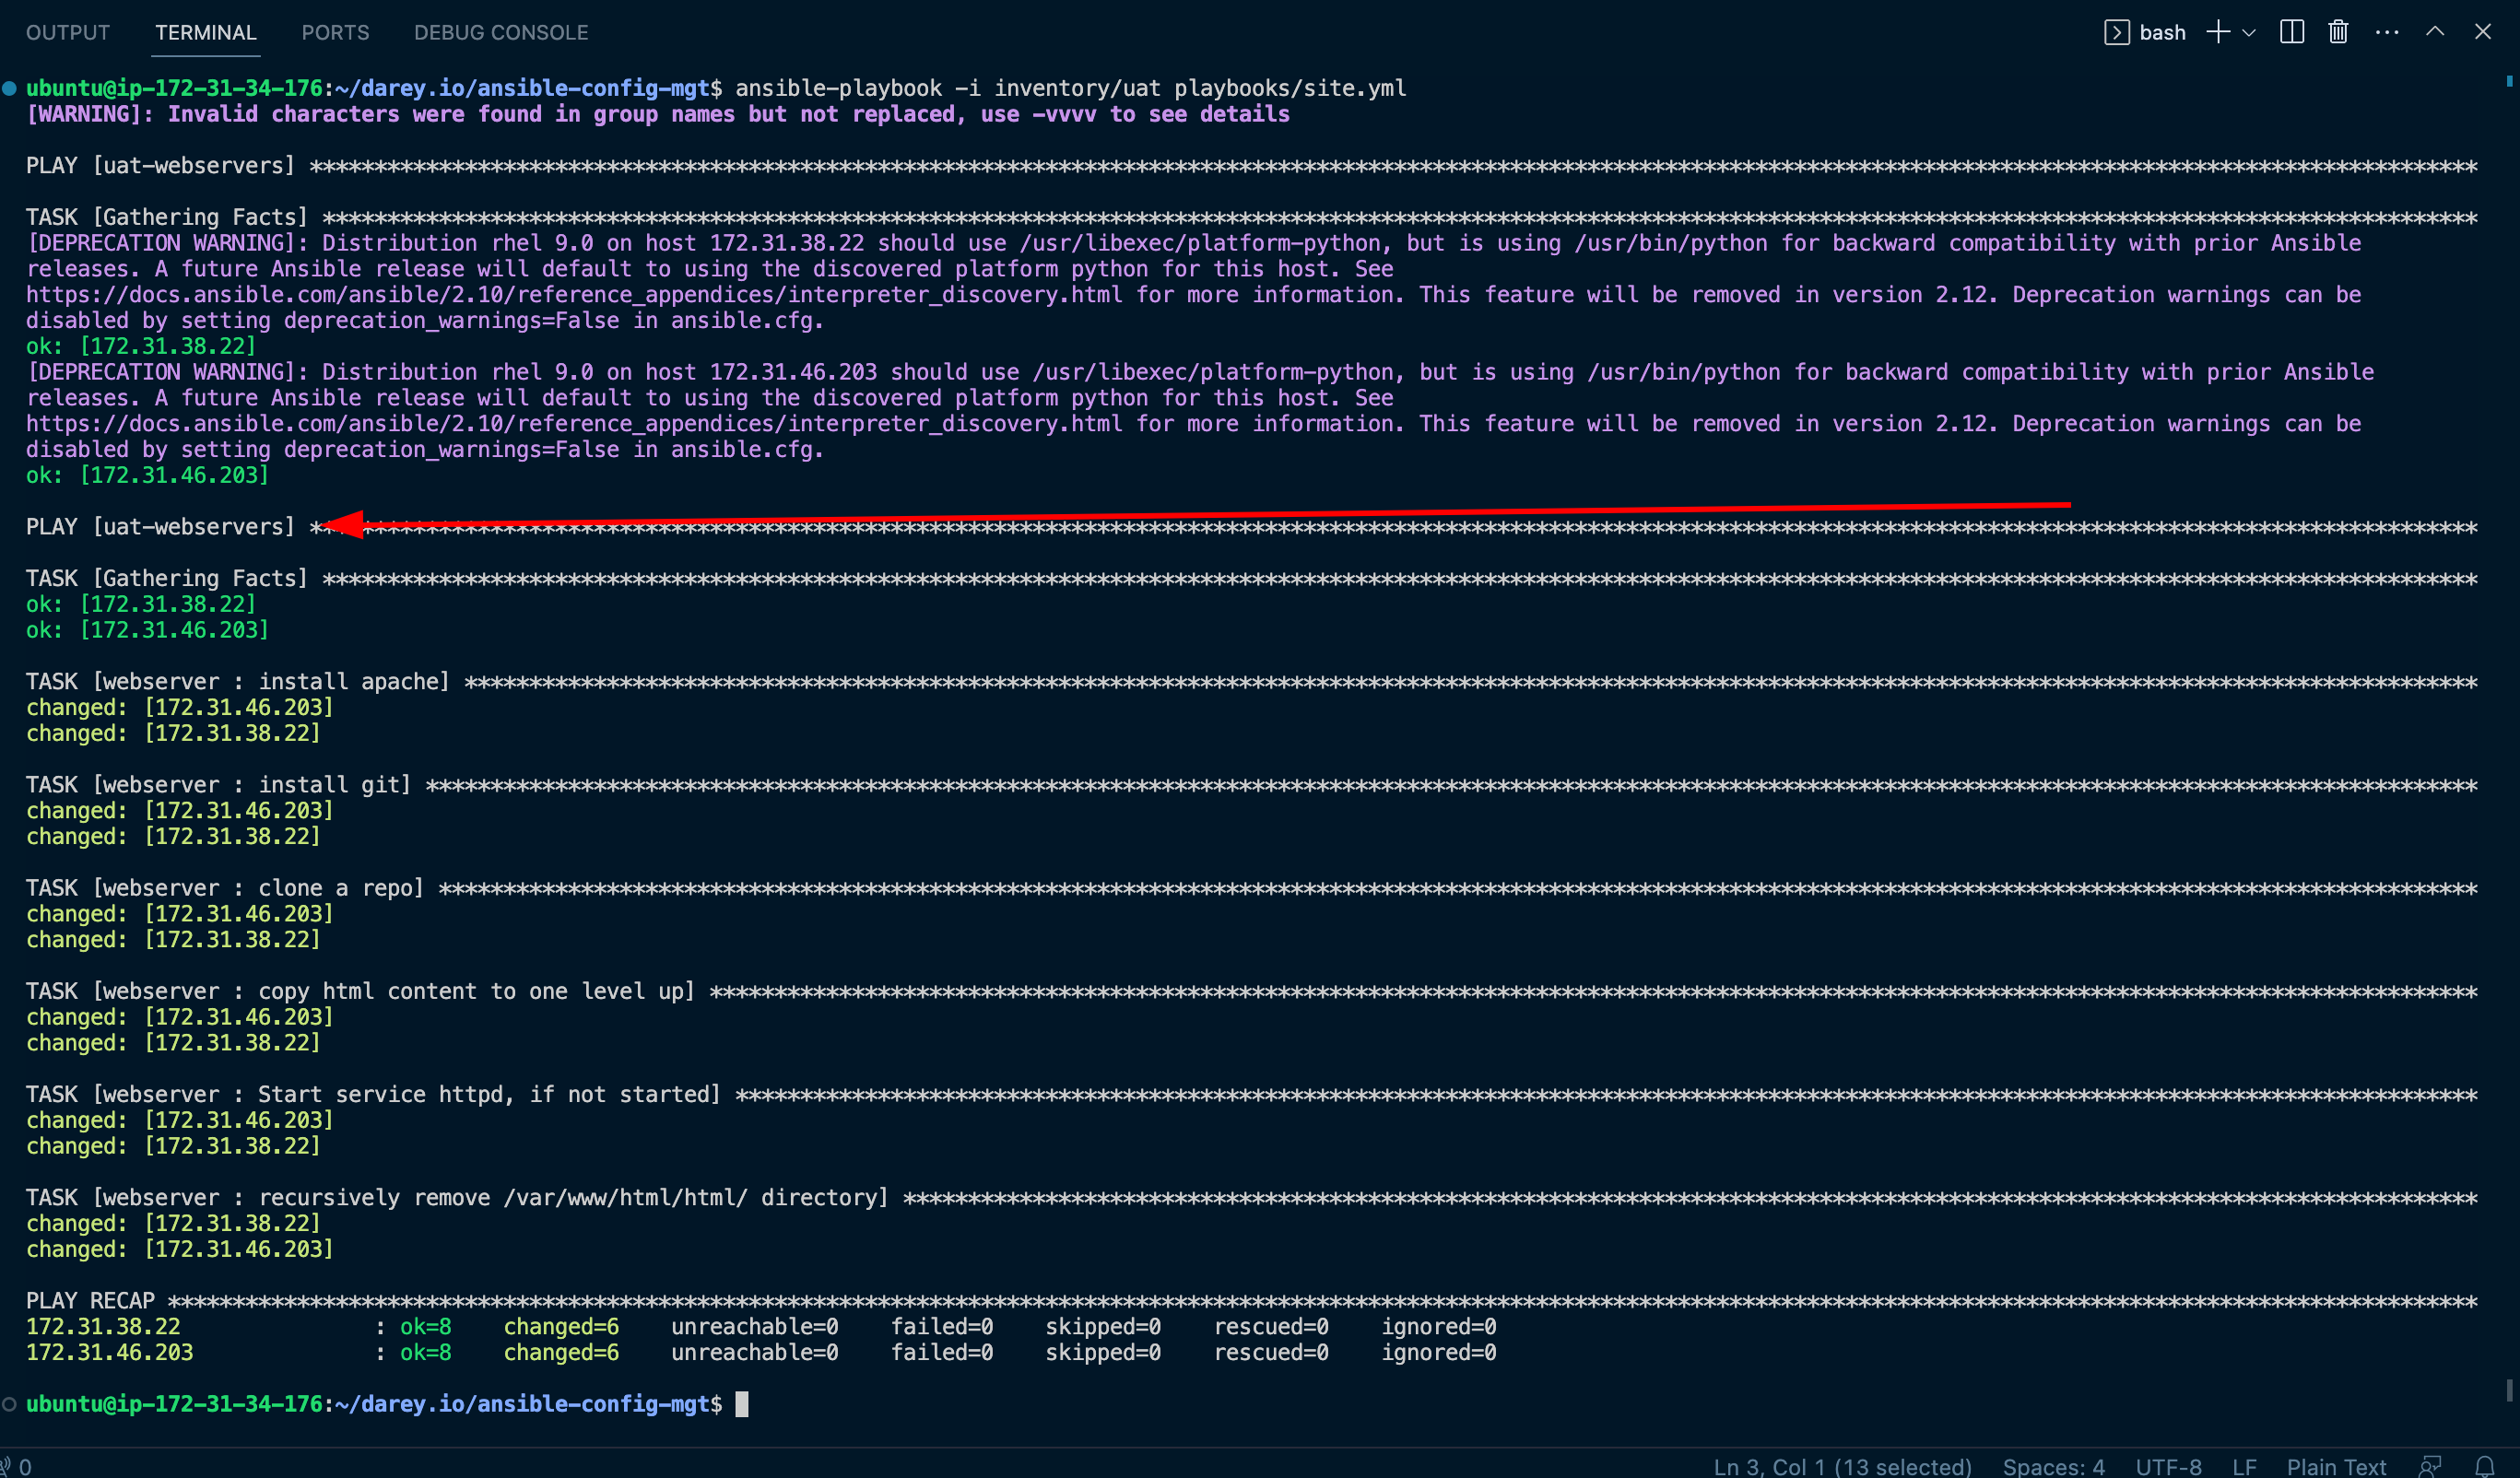 OUTPUT TERMINAL PORTS DEBUG CONSOLE bash
ubuntu@ip-172-31-34-176:~/darey.io/ansible-config-mgt$ ansible-playbook -i inventory/uat playbooks/site.yml
[WARNING]: Invalid characters were found in group names but not replaced, use -vvvv to see details
PLAY [uat-webservers] ************************************************************************
TASK [Gathering Facts] ************************************************************************
[DEPRECATION WARNING]: Distribution rhel 9.0 on host 172.31.38.22 should use /usr/libexec/platform-python, but is using /usr/bin/python for backward compatibility with prior Ansible
releases. A future Ansible release will default to using the discovered platform python for this host. See
https://docs.ansible.com/ansible/2.10/reference_appendices/interpreter_discovery.html for more information. This feature will be removed in version 2.12. Deprecation warnings can be
disabled by setting deprecation_warnings=False in ansible.cfg.
ok: [172.31.38.22]
[DEPRECATION WARNING]: Distribution rhel 9.0 on host 172.31.46.203 should use /usr/libexec/platform-python, but is using /usr/bin/python for backward compatibility with prior Ansible
releases. A future Ansible release will default to using the discovered platform python for this host. See
https://docs.ansible.com/ansible/2.10/reference_appendices/interpreter_discovery.html for more information. This feature will be removed in version 2.12. Deprecation warnings can be
disabled by setting deprecation_warnings=False in ansible.cfg.
ok: [172.31.46.203]
PLAY [uat-webservers] ************************************************************************
TASK [Gathering Facts] ************************************************************************
ok: [172.31.38.22]
ok: [172.31.46.203]
TASK [webserver : install apache] ************************************************************************
changed: [172.31.46.203]
changed: [172.31.38.22]
TASK [webserver : install git] ************************************************************************
changed: [172.31.46.203]
changed: [172.31.38.22]
TASK [webserver : clone a repo] ************************************************************************
changed: [172.31.46.203]
changed: [172.31.38.22]
TASK [webserver : copy html content to one level up] ************************************************************************
changed: [172.31.46.203]
changed: [172.31.38.22]
TASK [webserver : Start service httpd, if not started] ************************************************************************
changed: [172.31.46.203]
changed: [172.31.38.22]
TASK [webserver : recursively remove /var/www/html/html/ directory] ************************************************************************
changed: [172.31.38.22]
changed: [172.31.46.203]
PLAY RECAP ************************************************************************
172.31.38.22 : ok=8 changed=6 unreachable=0 failed=0 skipped=0 rescued=0 ignored=0
172.31.46.203 : ok=8 changed=6 unreachable=0 failed=0 skipped=0 rescued=0 ignored=0
ubuntu@ip-172-31-34-176:~/darey.io/ansible-config-mgt$
0 Ln 3, Col 1 (13 selected) Spaces: 4 UTF-8 LF Plain Text